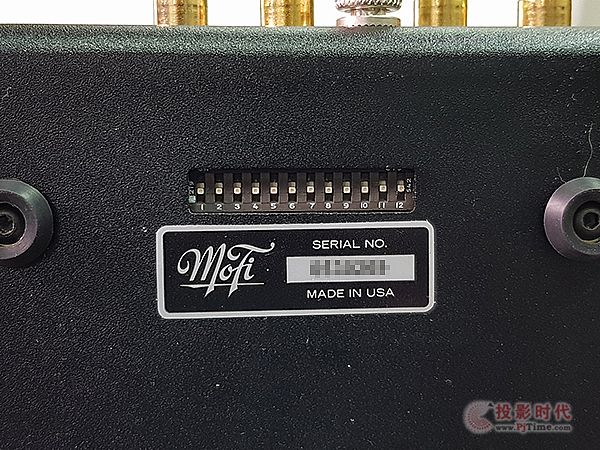 1 2 3 4 5 6 7 8 9 10 11 12
MoFi
SERIAL NO.
MADE IN USA
投影时代
www.PjTime.com